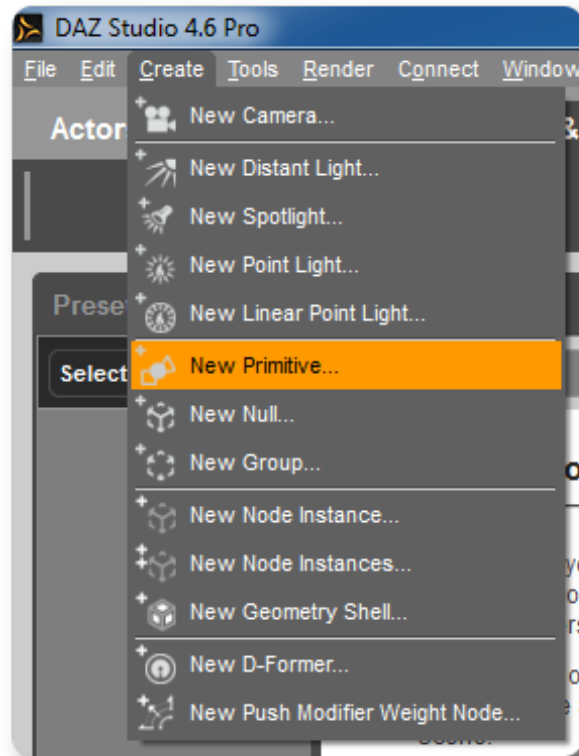 DAZ Studio 4.6 Pro
File Edit Create Tools Render Connect Window
Actor &
New Camera...
New Distant Light...
New Spotlight...
New Point Light...
Prese
New Linear Point Light...
Select New Primitive...
New Null...
New Group...
New Node Instance...
New Node Instances...
New Geometry Shell...
New D-Former...
New Push Modifier Weight Node...